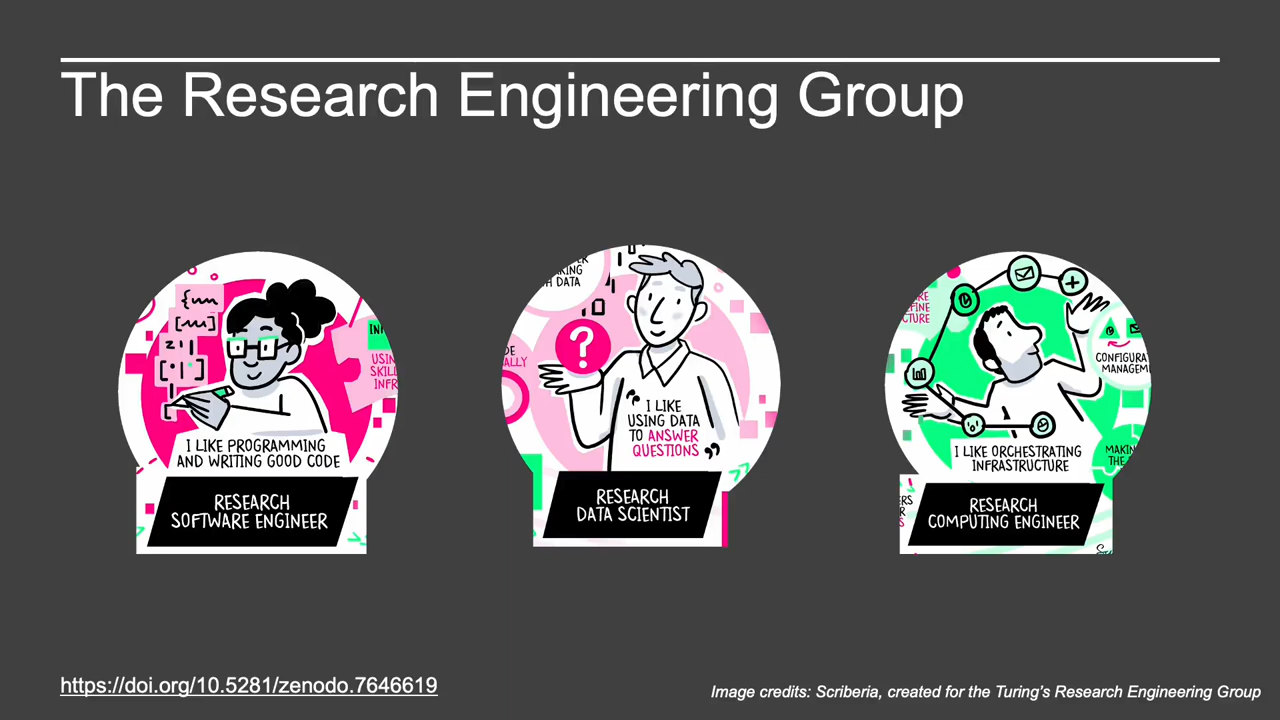 The Research Engineering Group
I LIKE PROGRAMMING
AND WRITING GOOD CODE
RESEARCH
SOFTWARE ENGINEER
DATA
I LIKE
USING DATA
TO ANSWER
QUESTIONS
RESEARCH
DATA SCIENTIST
I LIKE ORCHESTRATING
INFRASTRUCTURE
RESEARCH
COMPUTING ENGINEER
https://doi.org/10.5281/zenodo.7646619
Image credits: Scriberia, created for the Turing's Research Engineering Group